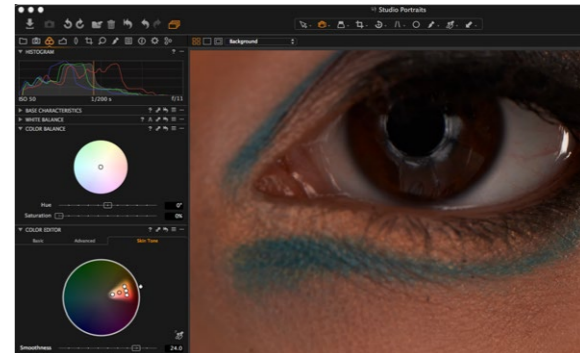 Studio Portraits
Background
HISTOGRAM
ISO 50 1/200 s f/11
BASE CHARACTERISTICS
WHITE BALANCE
COLOR BALANCE
Hue 0°
Saturation 0%
COLOR EDITOR
Basic Advanced Skin Tone
Smoothness 24.0